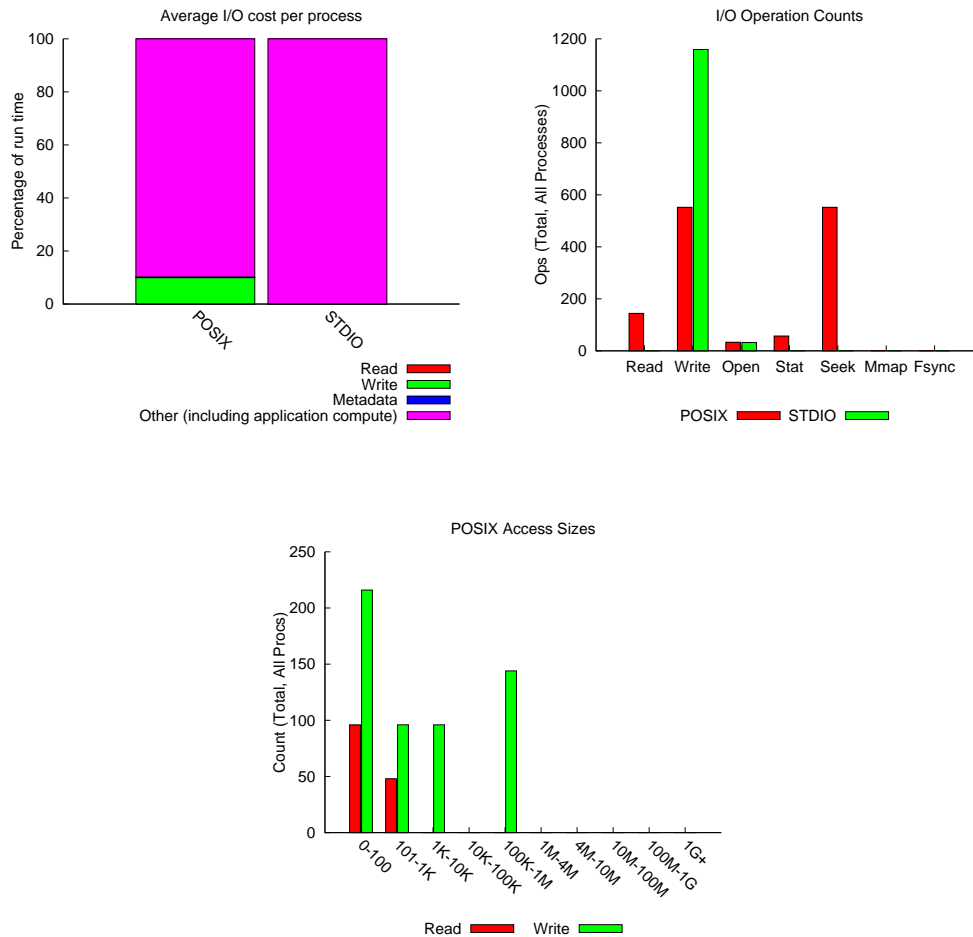 Average I/O cost per process
100
80
60
40
20
0
Percentage of run time
POSIX
STDIO
Read
Write
Metadata
Other (including application compute)
I/O Operation Counts
1200
1000
800
600
400
200
0
Ops (Total, All Processes)
Read Write Open Stat Seek Mmap Fsync
POSIX STDIO
POSIX Access Sizes
250
200
150
100
50
0
Count (Total, All Procs)
0-100
101-1K
1K-10K
10K-100K
100K-1M
1M-4M
4M-10M
10M-100M
100M-1G
1G+
Read Write